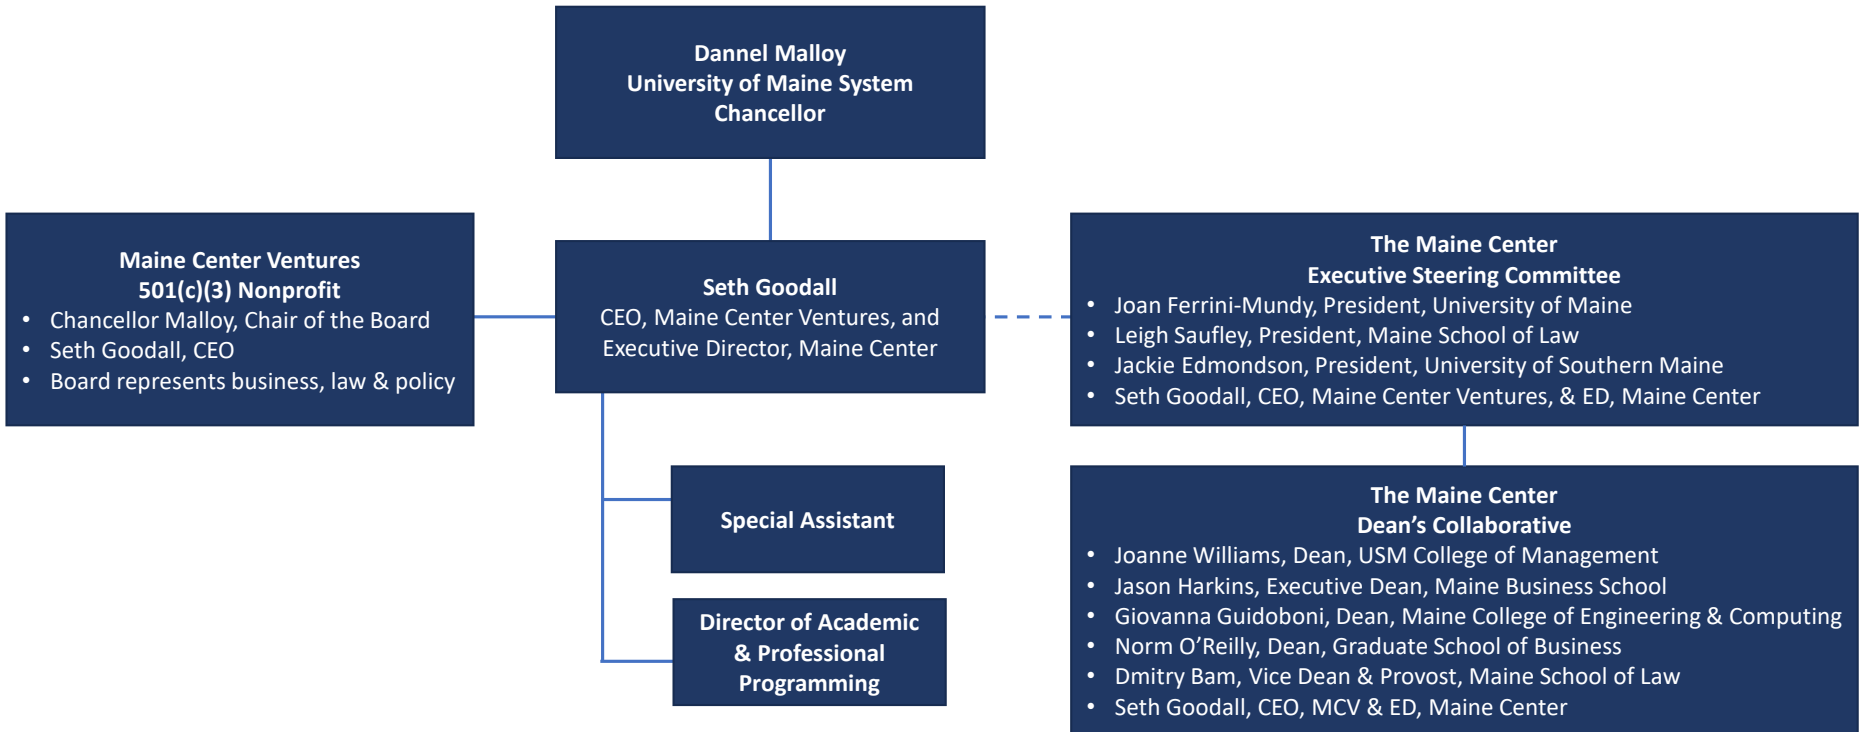 Dannel Malloy
University of Maine System
Chancellor
Maine Center Ventures
501(c)(3) Nonprofit
• Chancellor Malloy, Chair of the Board
• Seth Goodall, CEO
• Board represents business, law & policy
Seth Goodall
CEO, Maine Center Ventures, and
Executive Director, Maine Center
The Maine Center
Executive Steering Committee
• Joan Ferrini-Mundy, President, University of Maine
• Leigh Saufley, President, Maine School of Law
• Jackie Edmondson, President, University of Southern Maine
• Seth Goodall, CEO, Maine Center Ventures, & ED, Maine Center
Special Assistant
Director of Academic
& Professional
Programming
The Maine Center
Dean’s Collaborative
• Joanne Williams, Dean, USM College of Management
• Jason Harkins, Executive Dean, Maine Business School
• Giovanna Guidoboni, Dean, Maine College of Engineering & Computing
• Norm O’Reilly, Dean, Graduate School of Business
• Dmitry Bam, Vice Dean & Provost, Maine School of Law
• Seth Goodall, CEO, MCV & ED, Maine Center